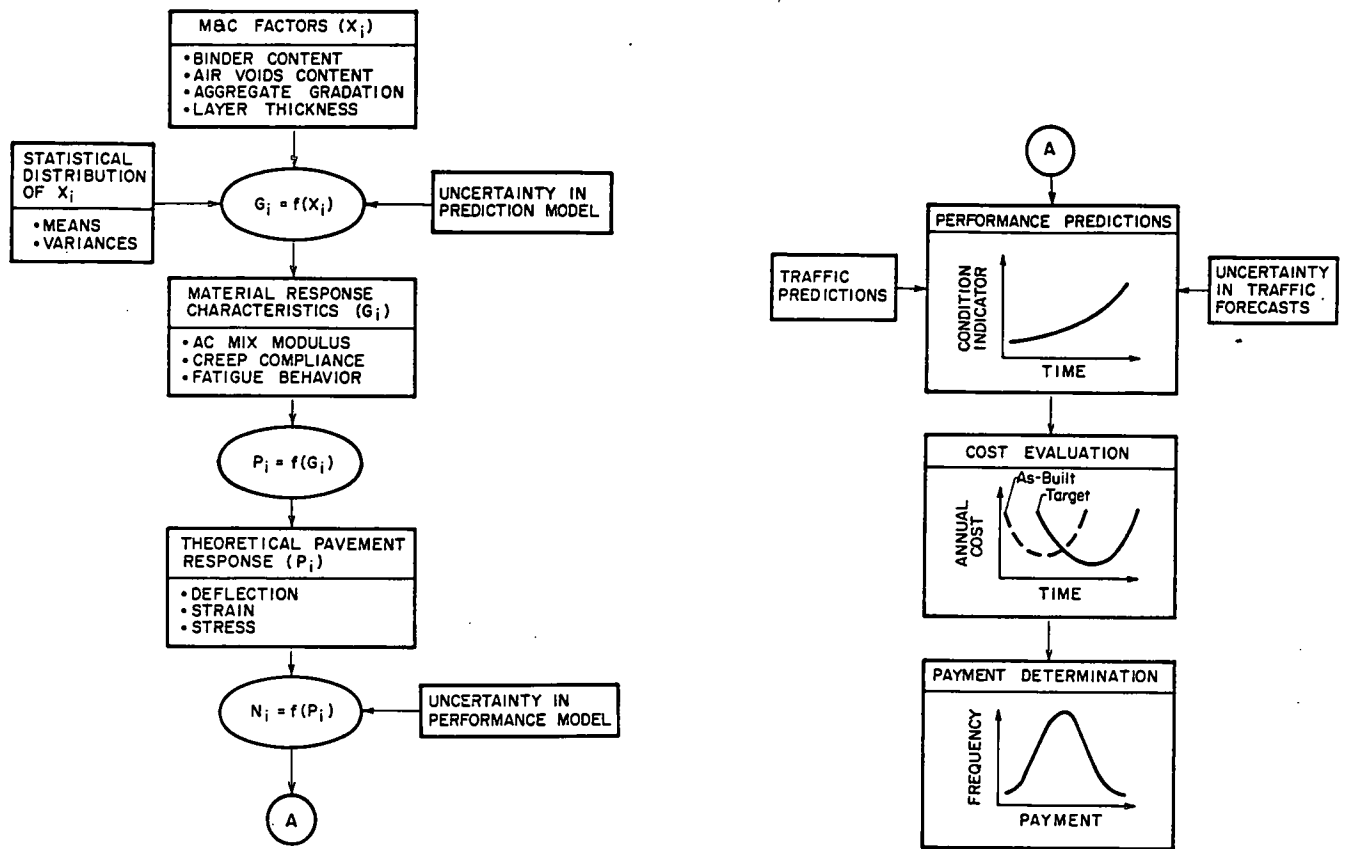 M&C FACTORS (Xi)
• BINDER CONTENT
• AIR VOIDS CONTENT
• AGGREGATE GRADATION
• LAYER THICKNESS
STATISTICAL
DISTRIBUTION
OF Xi
• MEANS
• VARIANCES
Gi = f(Xi)
UNCERTAINTY IN
PREDICTION MODEL
MATERIAL RESPONSE
CHARACTERISTICS (Gi)
• AC MIX MODULUS
• CREEP COMPLIANCE
• FATIGUE BEHAVIOR
Pi = f(Gi)
THEORETICAL PAVEMENT
RESPONSE (Pi)
• DEFLECTION
• STRAIN
• STRESS
Ni = f(Pi)
UNCERTAINTY IN
PERFORMANCE MODEL
A
A
PERFORMANCE PREDICTIONS
TRAFFIC
PREDICTIONS
CONDITION
INDICATOR
TIME
UNCERTAINTY
IN TRAFFIC
FORECASTS
COST EVALUATION
As-Built
Target
ANNUAL
COST
TIME
PAYMENT DETERMINATION
FREQUENCY
PAYMENT